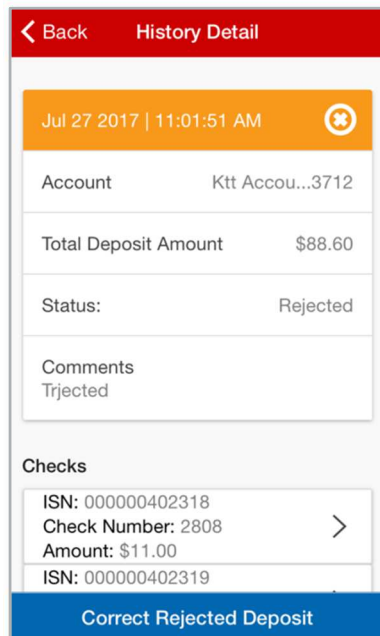 Back History Detail
Jul 27 2017 | 11:01:51 AM
Account Ktt Accou...3712
Total Deposit Amount $88.60
Status: Rejected
Comments
Trjected
Checks
ISN: 000000402318
Check Number: 2808
Amount: $11.00
ISN: 000000402319
Correct Rejected Deposit